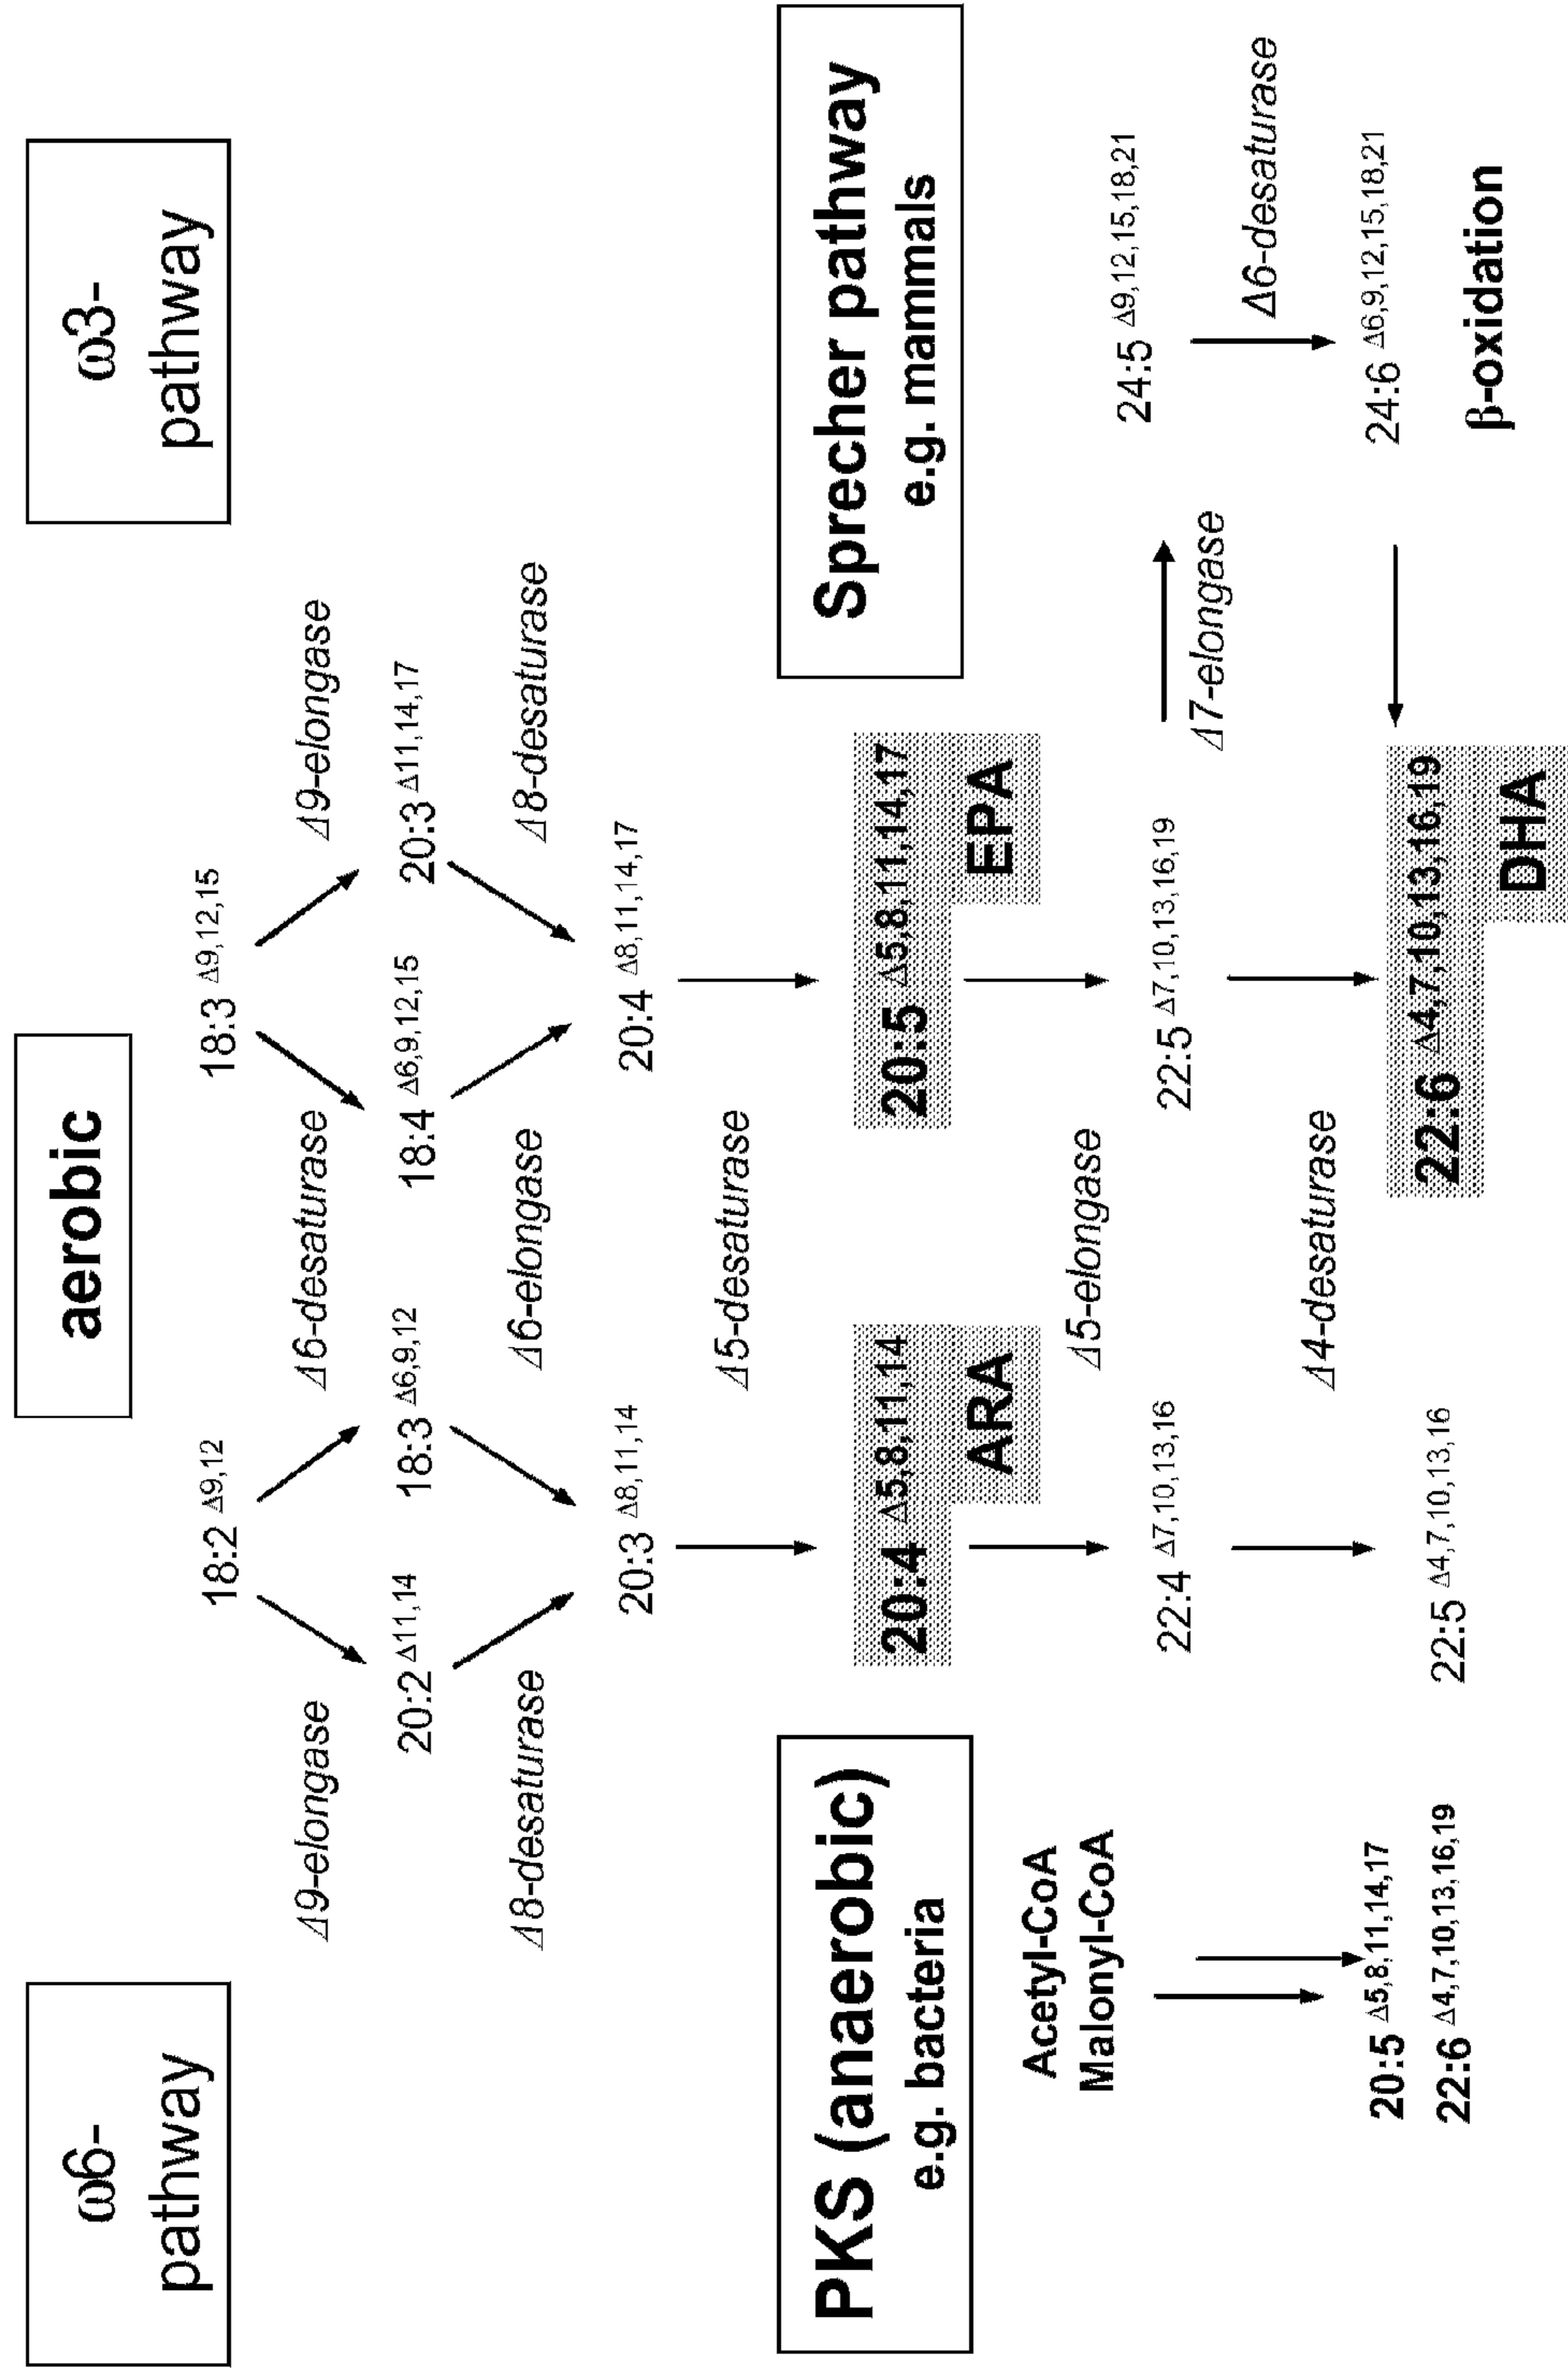 ω6-
pathway
aerobic
ω3-
pathway
18:2 Δ9,12
18:3 Δ9,12,15
Δ9-elongase
Δ6-desaturase
Δ9-elongase
20:2 Δ11,14
18:3 Δ6,9,12
18:4 Δ6,9,12,15
20:3 Δ11,14,17
Δ8-desaturase
Δ6-elongase
Δ8-desaturase
20:3 Δ8,11,14
20:4 Δ8,11,14,17
Δ5-desaturase
PKS (anaerobic)
e.g. bacteria
20:4 Δ5,8,11,14
ARA
20:5 Δ5,8,11,14,17
EPA
Sprecher pathway
e.g. mammals
Acetyl-CoA
Malonyl-CoA
Δ5-elongase
22:4 Δ7,10,13,16
22:5 Δ7,10,13,16,19
Δ7-elongase
24:5 Δ9,12,15,18,21
Δ4-desaturase
Δ6-desaturase
20:5 Δ5,8,11,14,17
22:6 Δ4,7,10,13,16,19
22:5 Δ4,7,10,13,16
22:6 Δ4,7,10,13,16,19
DHA
24:6 Δ6,9,12,15,18,21
β-oxidation